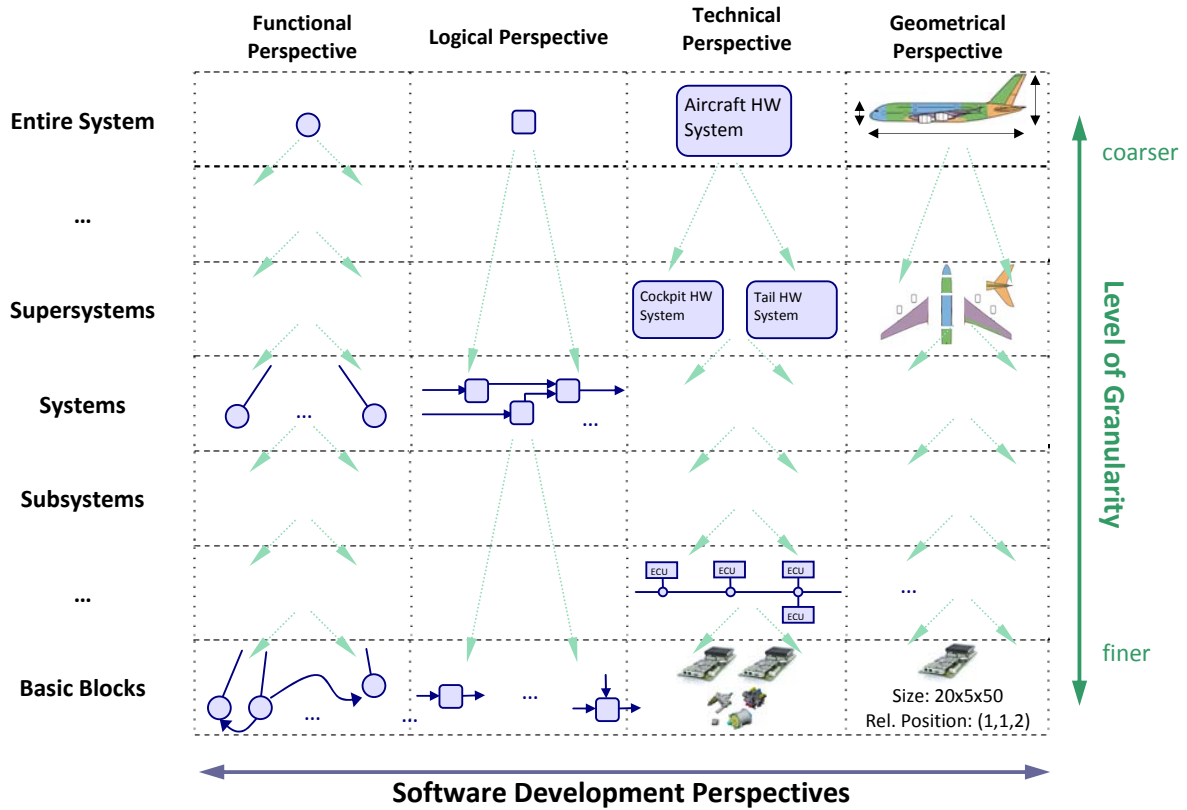 Functional
Perspective
Logical Perspective
Technical
Perspective
Geometrical
Perspective
Entire System
Aircraft HW
System
coarser
...
Supersystems
Cockpit HW
System
Tail HW
System
Level of Granularity
Systems
...
...
Subsystems
...
ECU
ECU
ECU
ECU
...
finer
Basic Blocks
...
...
...
Size: 20x5x50
Rel. Position: (1,1,2)
Software Development Perspectives